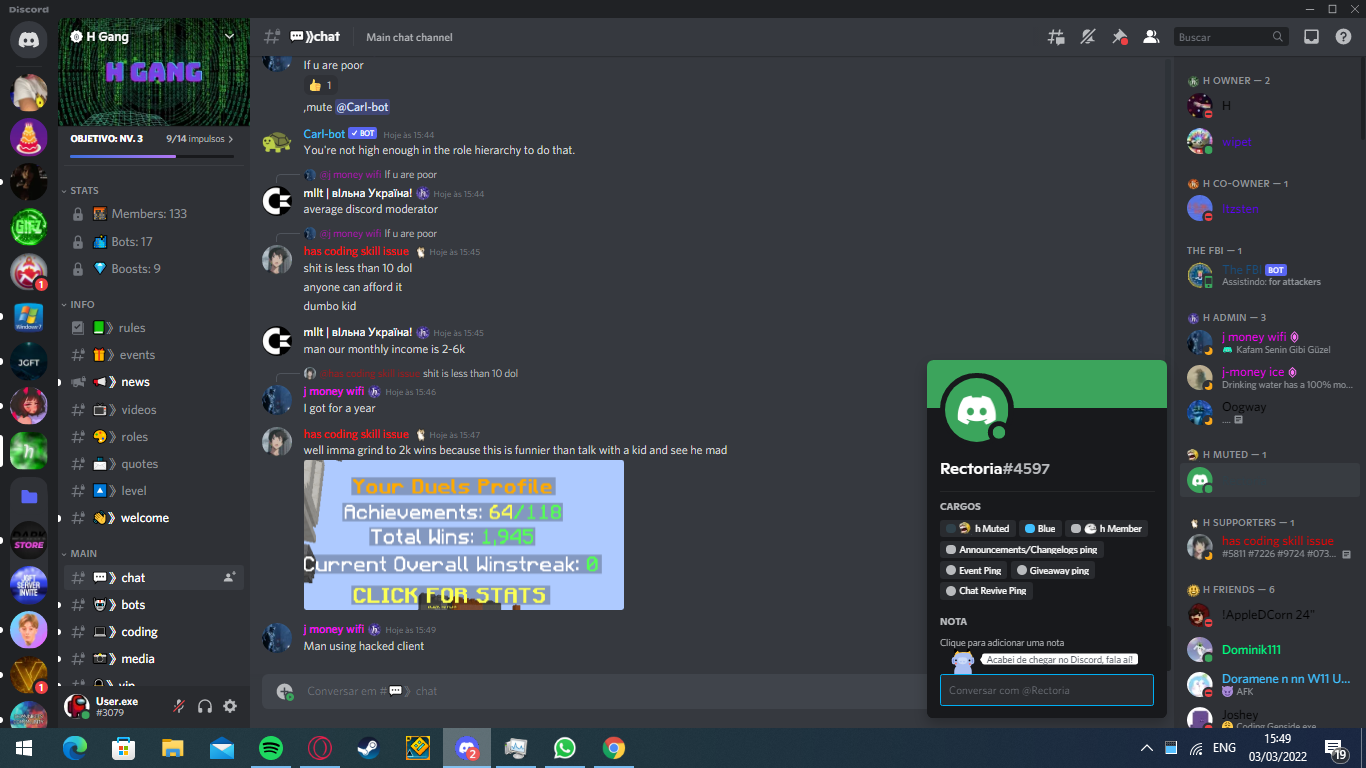 Discord
H Gang
H GANG
OBJETIVO: NV. 3 9/14 impulsos
STATS
Members: 133
Bots: 17
Boosts: 9
INFO
rules
events
news
videos
roles
quotes
level
welcome
MAIN
chat
bots
coding
media
vip
User.exe
#3079
GIFZ
1
Windows 7
JGFT
DARN STORE
JGFT SERVER INVITE
1
chat Main chat channel
Buscar
If u are poor
1
,mute @Carl-bot
Carl-bot BOT Hoje às 15:44
You're not high enough in the role hierarchy to do that.
@j money wifi If u are poor
mllt | вільна Україна! Hoje às 15:44
average discord moderator
@j money wifi If u are poor
has coding skill issue Hoje às 15:45
shit is less than 10 dol
anyone can afford it
dumbo kid
mllt | вільна Україна! Hoje às 15:45
man our monthly income is 2-6k
has coding skill issue shit is less than 10 dol
j money wifi Hoje às 15:46
I got for a year
has coding skill issue Hoje às 15:47
well imma grind to 2k wins because this is funnier than talk with a kid and see he mad
Your Duels Profile
Achievements: 64/118
Total Wins: 1,945
Current Overall Winstreak: 0
CLICK FOR STATS
j money wifi Hoje às 15:49
Man using hacked client
Conversar em # chat
Rectoria#4597
CARGOS
h Muted Blue h Member
Announcements/Changelogs ping
Event Ping Giveaway ping
Chat Revive Ping
NOTA
Clique para adicionar uma nota
Acabei de chegar no Discord, fala aí!
Conversar com @Rectoria
H OWNER — 2
H
H CO-OWNER — 1
THE FBI — 1
The FBI BOT
Assistindo: for attackers
H ADMIN — 3
j money wifi
Kafam Senin Gibi Güzel
j-money ice
Drinking water has a 100% mo...
Oogway
....
H MUTED — 1
H SUPPORTERS — 1
has coding skill issue
#5811 #7226 #9724 #073...
H FRIENDS — 6
!AppleDCorn 24"
Dominik111
Doramene n nn W11 U...
AFK
Joshey
Coding Genside.exe
2
ENG
15:49
03/03/2022
19